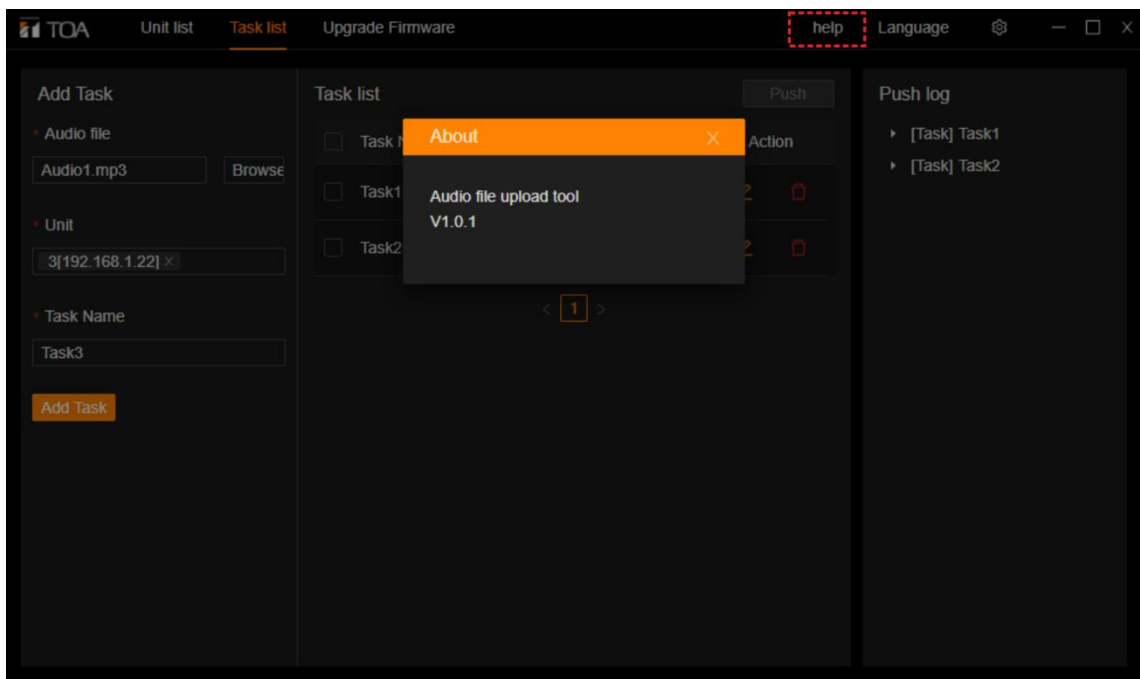 TOA Unit list Task list Upgrade Firmware help Language
Add Task
Audio file
Audio1.mp3 Browse
Unit
3[192.168.1.22] ×
Task Name
Task3
Add Task
Task list Push
Task Action
Task1
Task2
< 1 >
About X
Audio file upload tool
V1.0.1
Push log
[Task] Task1
[Task] Task2